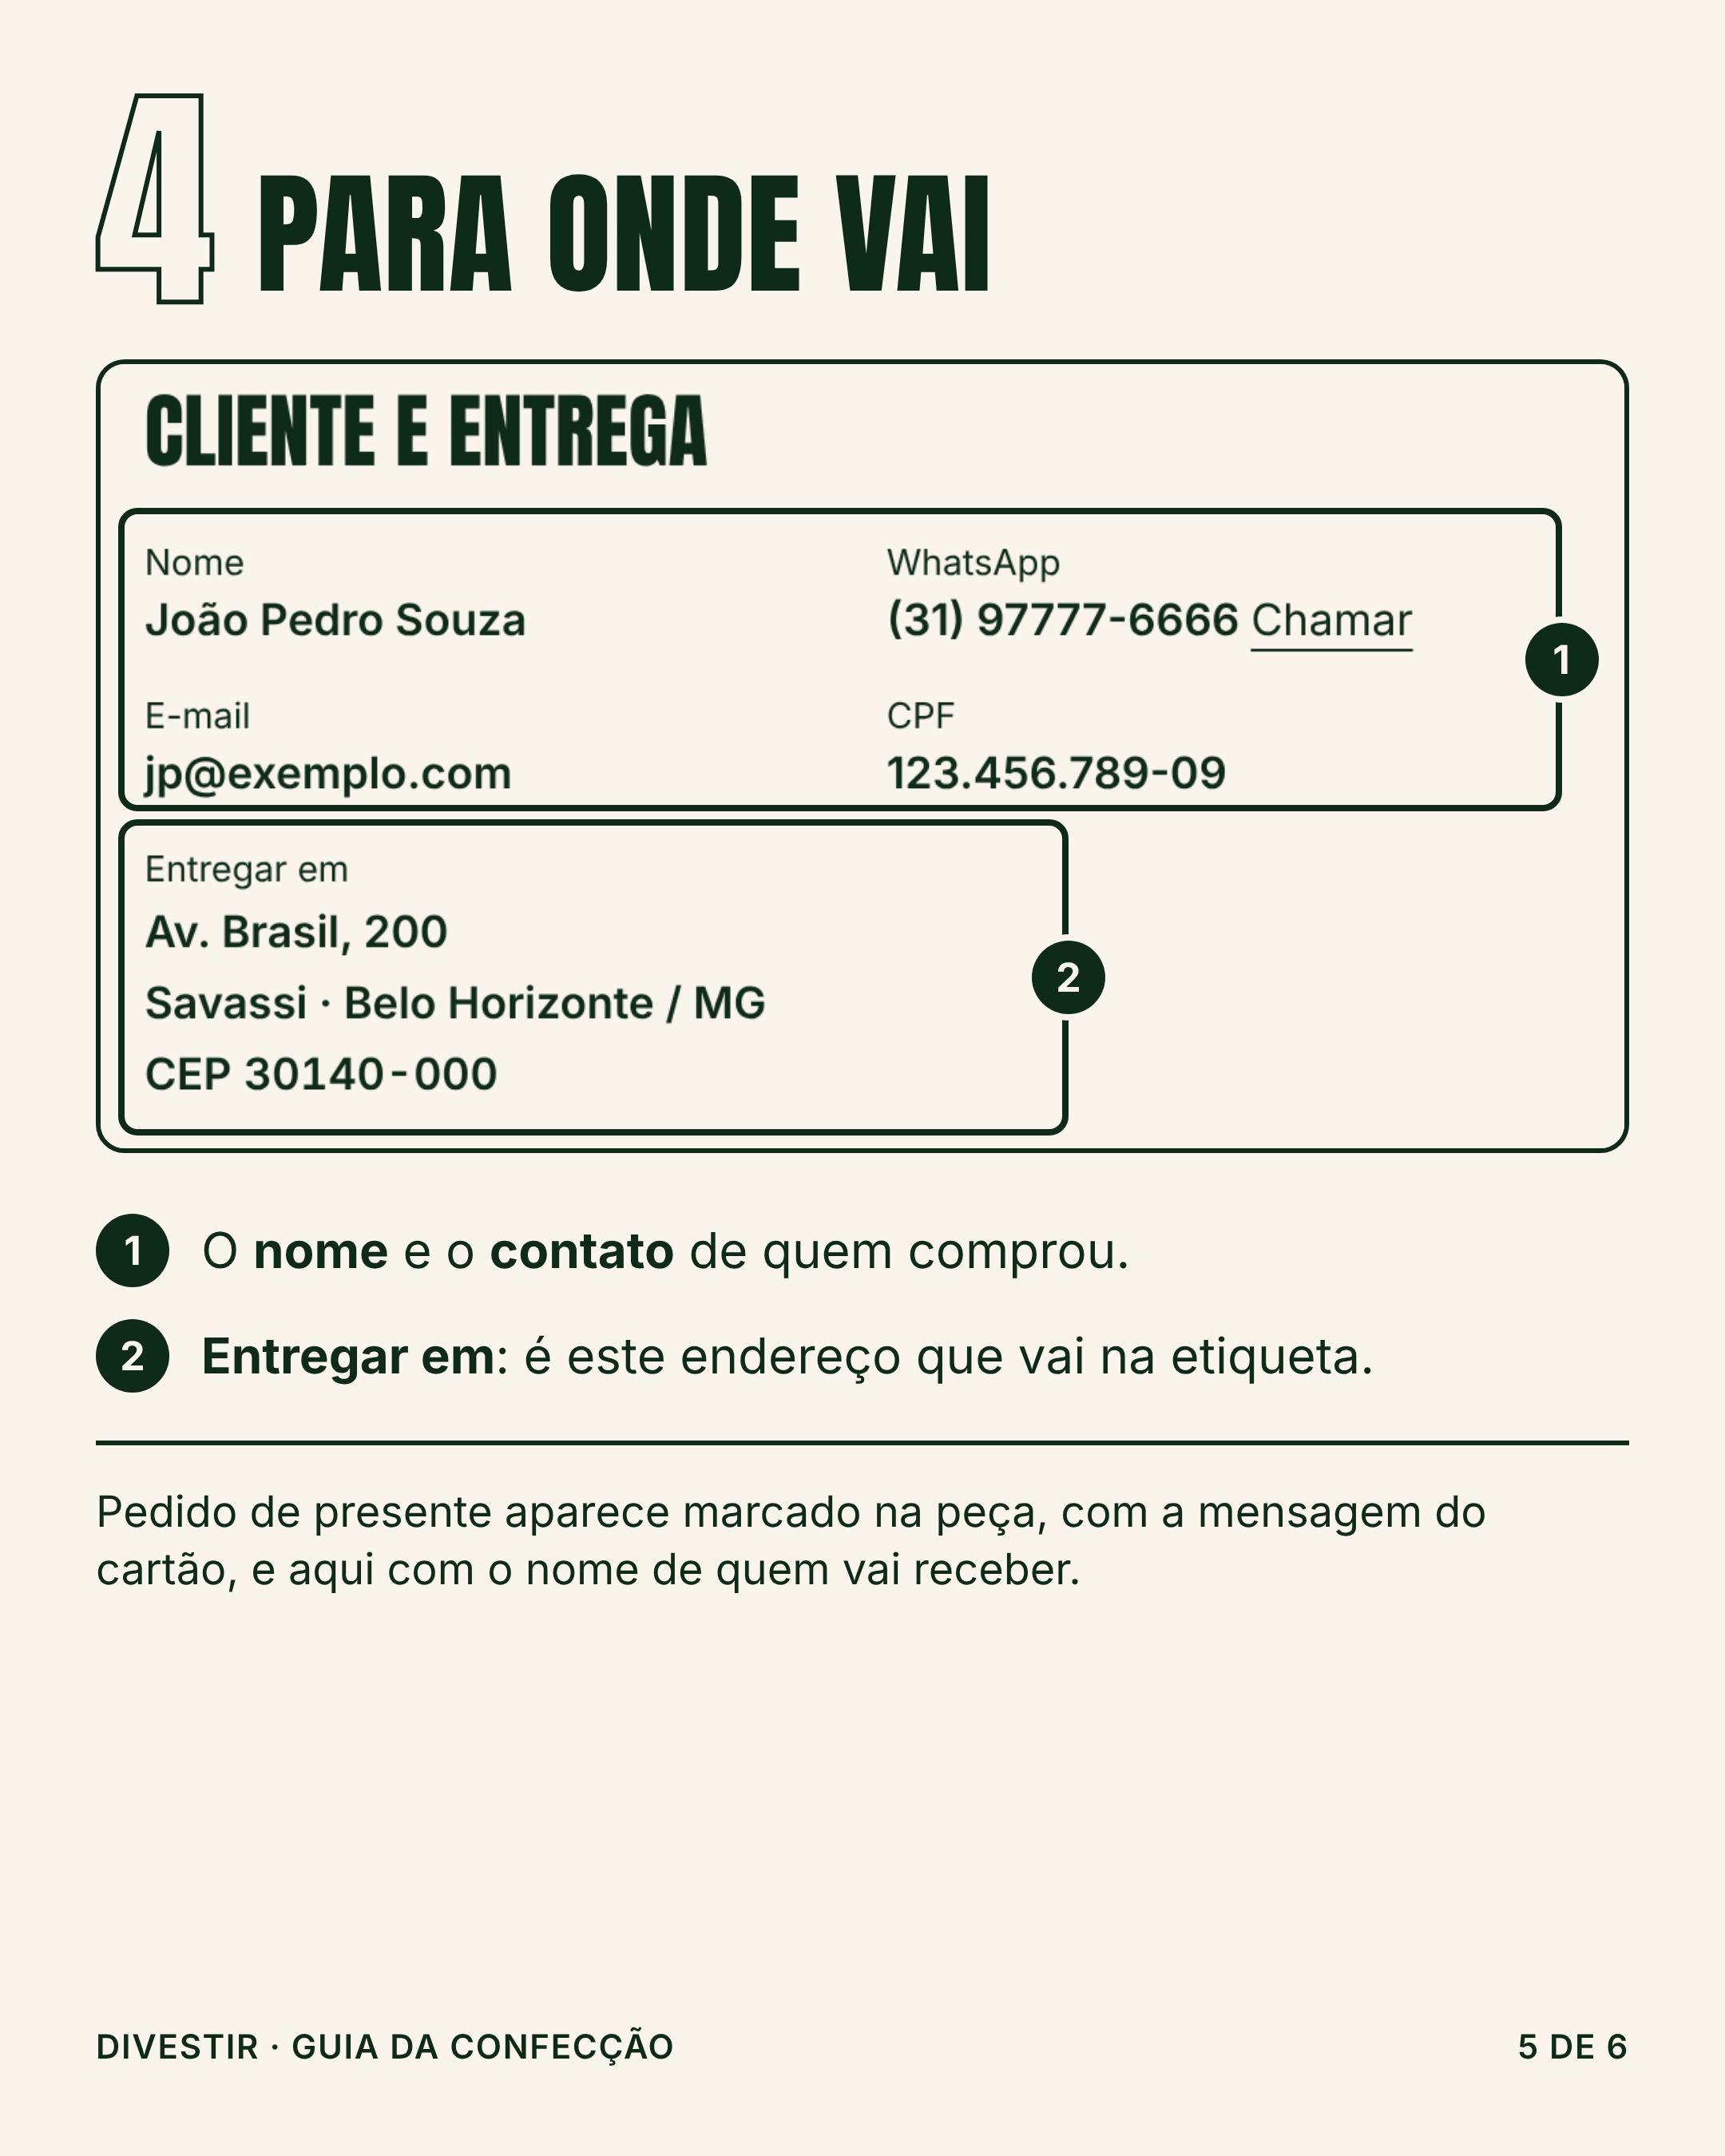 4 PARA ONDE VAI
CLIENTE E ENTREGA
Nome
João Pedro Souza
WhatsApp
(31) 97777-6666 Chamar
E-mail
jp@exemplo.com
CPF
123.456.789-09
1
Entregar em
Av. Brasil, 200
Savassi · Belo Horizonte / MG
CEP 30140-000
2
1 O nome e o contato de quem comprou.
2 Entregar em: é este endereço que vai na etiqueta.
Pedido de presente aparece marcado na peça, com a mensagem do
cartão, e aqui com o nome de quem vai receber.
DIVESTIR · GUIA DA CONFECÇÃO
5 DE 6